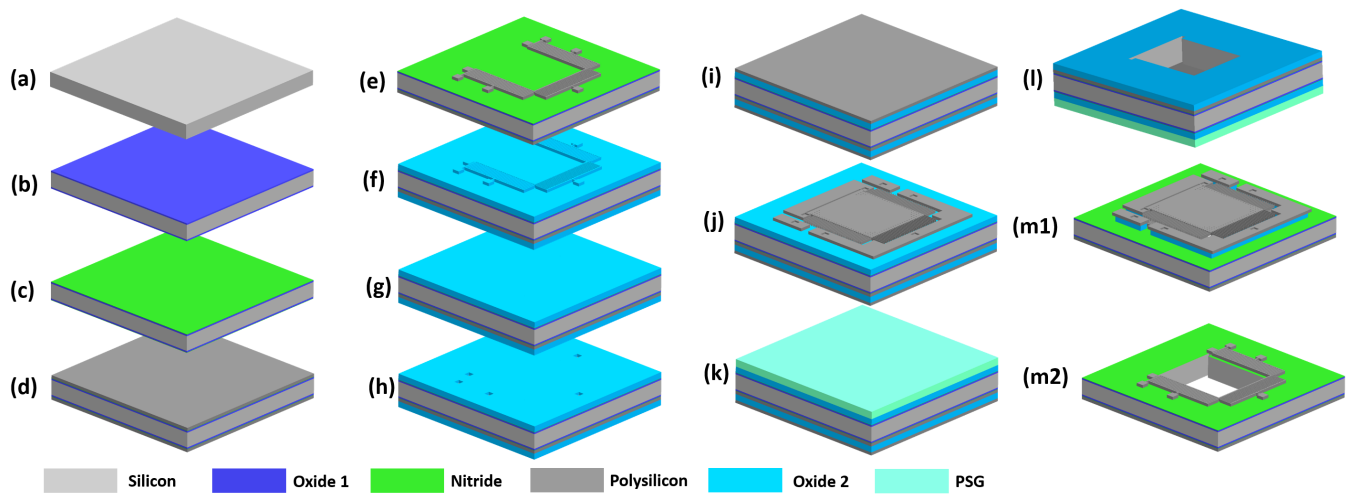 (a)
(b)
(c)
(d)
(e)
(f)
(g)
(h)
(i)
(j)
(k)
(l)
(m1)
(m2)
Silicon Oxide 1 Nitride Polysilicon Oxide 2 PSG